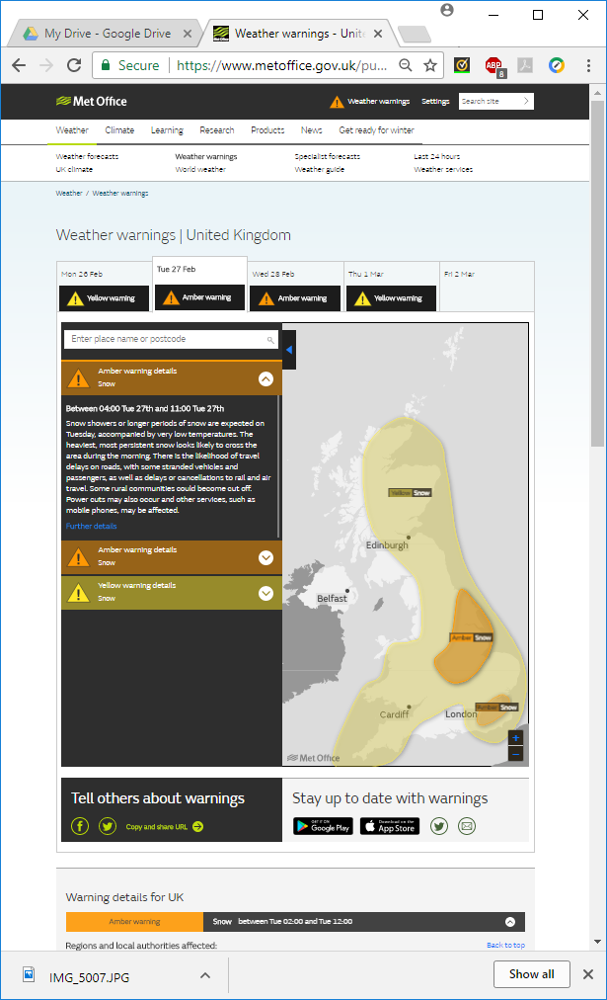 My Drive - Google Drive
Weather warnings - Unit
Secure
https://www.metoffice.gov.uk/pu...
ABP
8
Met Office
Weather warnings
Settings
Search site
Weather
Climate
Learning
Research
Products
News
Get ready for winter
Weather forecasts
Weather warnings
Specialist forecasts
Last 24 hours
UK climate
World weather
Weather guide
Weather services
Weather / Weather warnings
Weather warnings | United Kingdom
Mon 26 Feb
Tue 27 Feb
Wed 28 Feb
Thu 1 Mar
Fri 2 Mar
Yellow warning
Amber warning
Amber warning
Yellow warning
Enter place name or postcode
Amber warning details
Snow
Between 04:00 Tue 27th and 11:00 Tue 27th
Snow showers or longer periods of snow are expected on
Tuesday, accompanied by very low temperatures. The
heaviest, most persistent snow looks likely to cross the
area during the morning. There is the likelihood of travel
delays on roads, with some stranded vehicles and
passengers, as well as delays or cancellations to rail and air
travel. Some rural communities could become cut off.
Power cuts may also occur and other services, such as
mobile phones, may be affected.
Further details
Amber warning details
Snow
Yellow warning details
Snow
Yellow Snow
Edinburgh
Belfast
Amber Snow
Amber Snow
Cardiff
London
Met Office
Tell others about warnings
Copy and share URL
Stay up to date with warnings
GET IT ON
Google Play
Download on the
App Store
Warning details for UK
Amber warning
Snow between Tue 02:00 and Tue 12:00
Regions and local authorities affected:
Back to top
IMG_5007.JPG
Show all